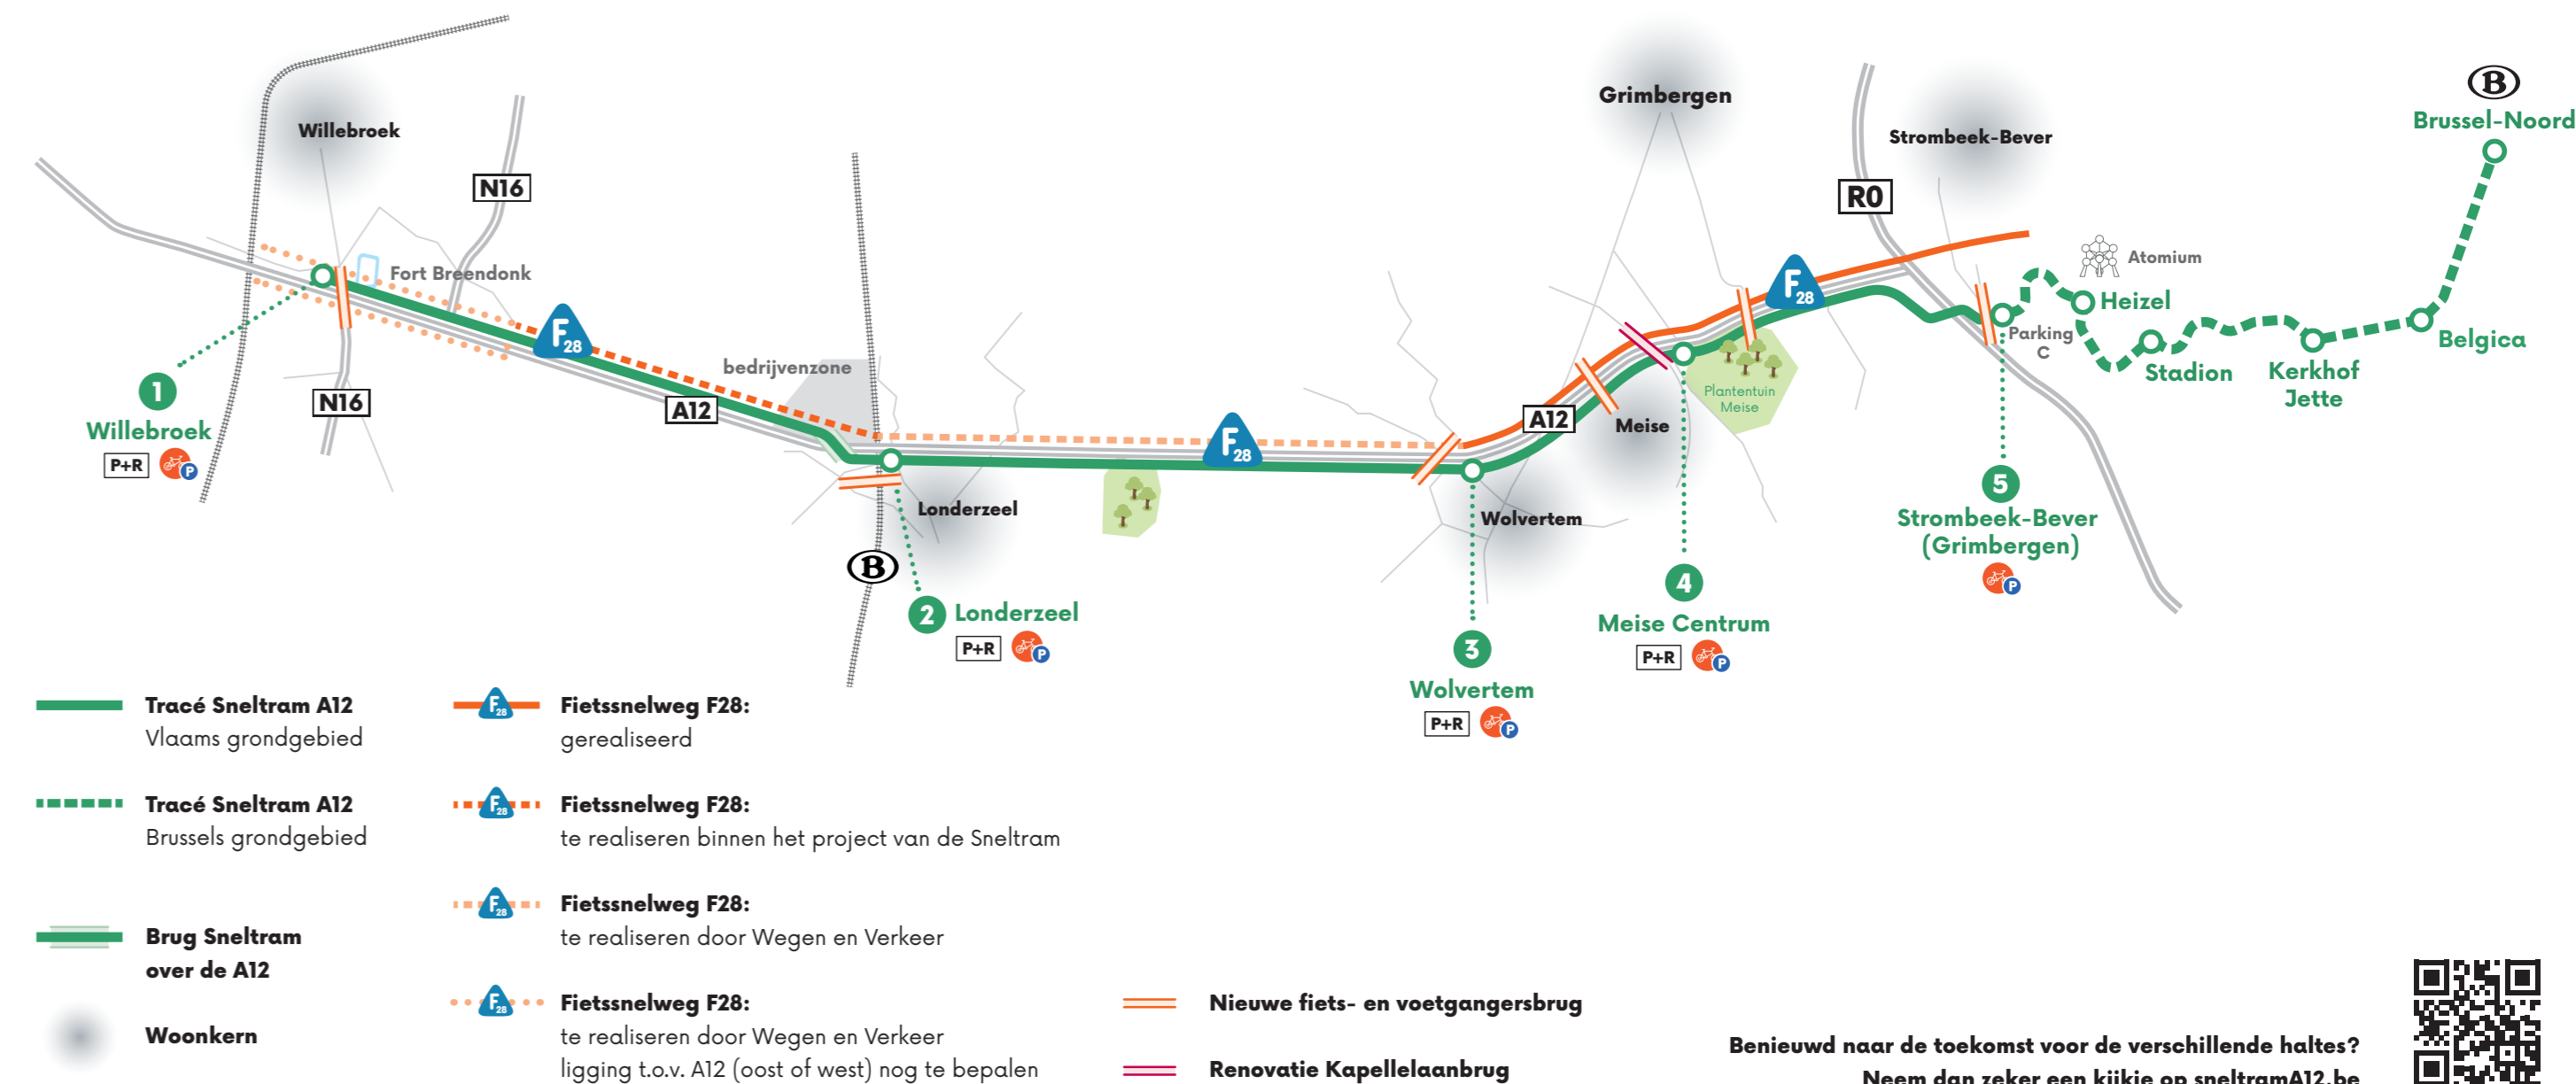 Willebroek
N16
Fort Breendonk
F28
N16
1
Willebroek
P+R
P
A12
bedrijvenzone
B
Londerzeel
2 Londerzeel
P+R
P
F28
Wolvertem
3
Wolvertem
P+R
P
A12
Meise
4
Meise Centrum
P+R
P
Plantentuin
Meise
Grimbergen
F28
R0
Strombeek-Bever
Parking
C
5
Strombeek-Bever
(Grimbergen)
P
Atomium
Heizel
Stadion
Kerkhof
Jette
Belgica
B
Brussel-Noord
Tracé Sneltram A12
Vlaams grondgebied
Tracé Sneltram A12
Brussels grondgebied
Brug Sneltram
over de A12
Woonkern
F28
Fietssnelweg F28:
gerealiseerd
F28
Fietssnelweg F28:
te realiseren binnen het project van de Sneltram
F28
Fietssnelweg F28:
te realiseren door Wegen en Verkeer
F28
Fietssnelweg F28:
te realiseren door Wegen en Verkeer
ligging t.o.v. A12 (oost of west) nog te bepalen
Nieuwe fiets- en voetgangersbrug
Renovatie Kapellelaanbrug
Benieuwd naar de toekomst voor de verschillende haltes?
Neem dan zeker een kijkje op sneltramA12.be